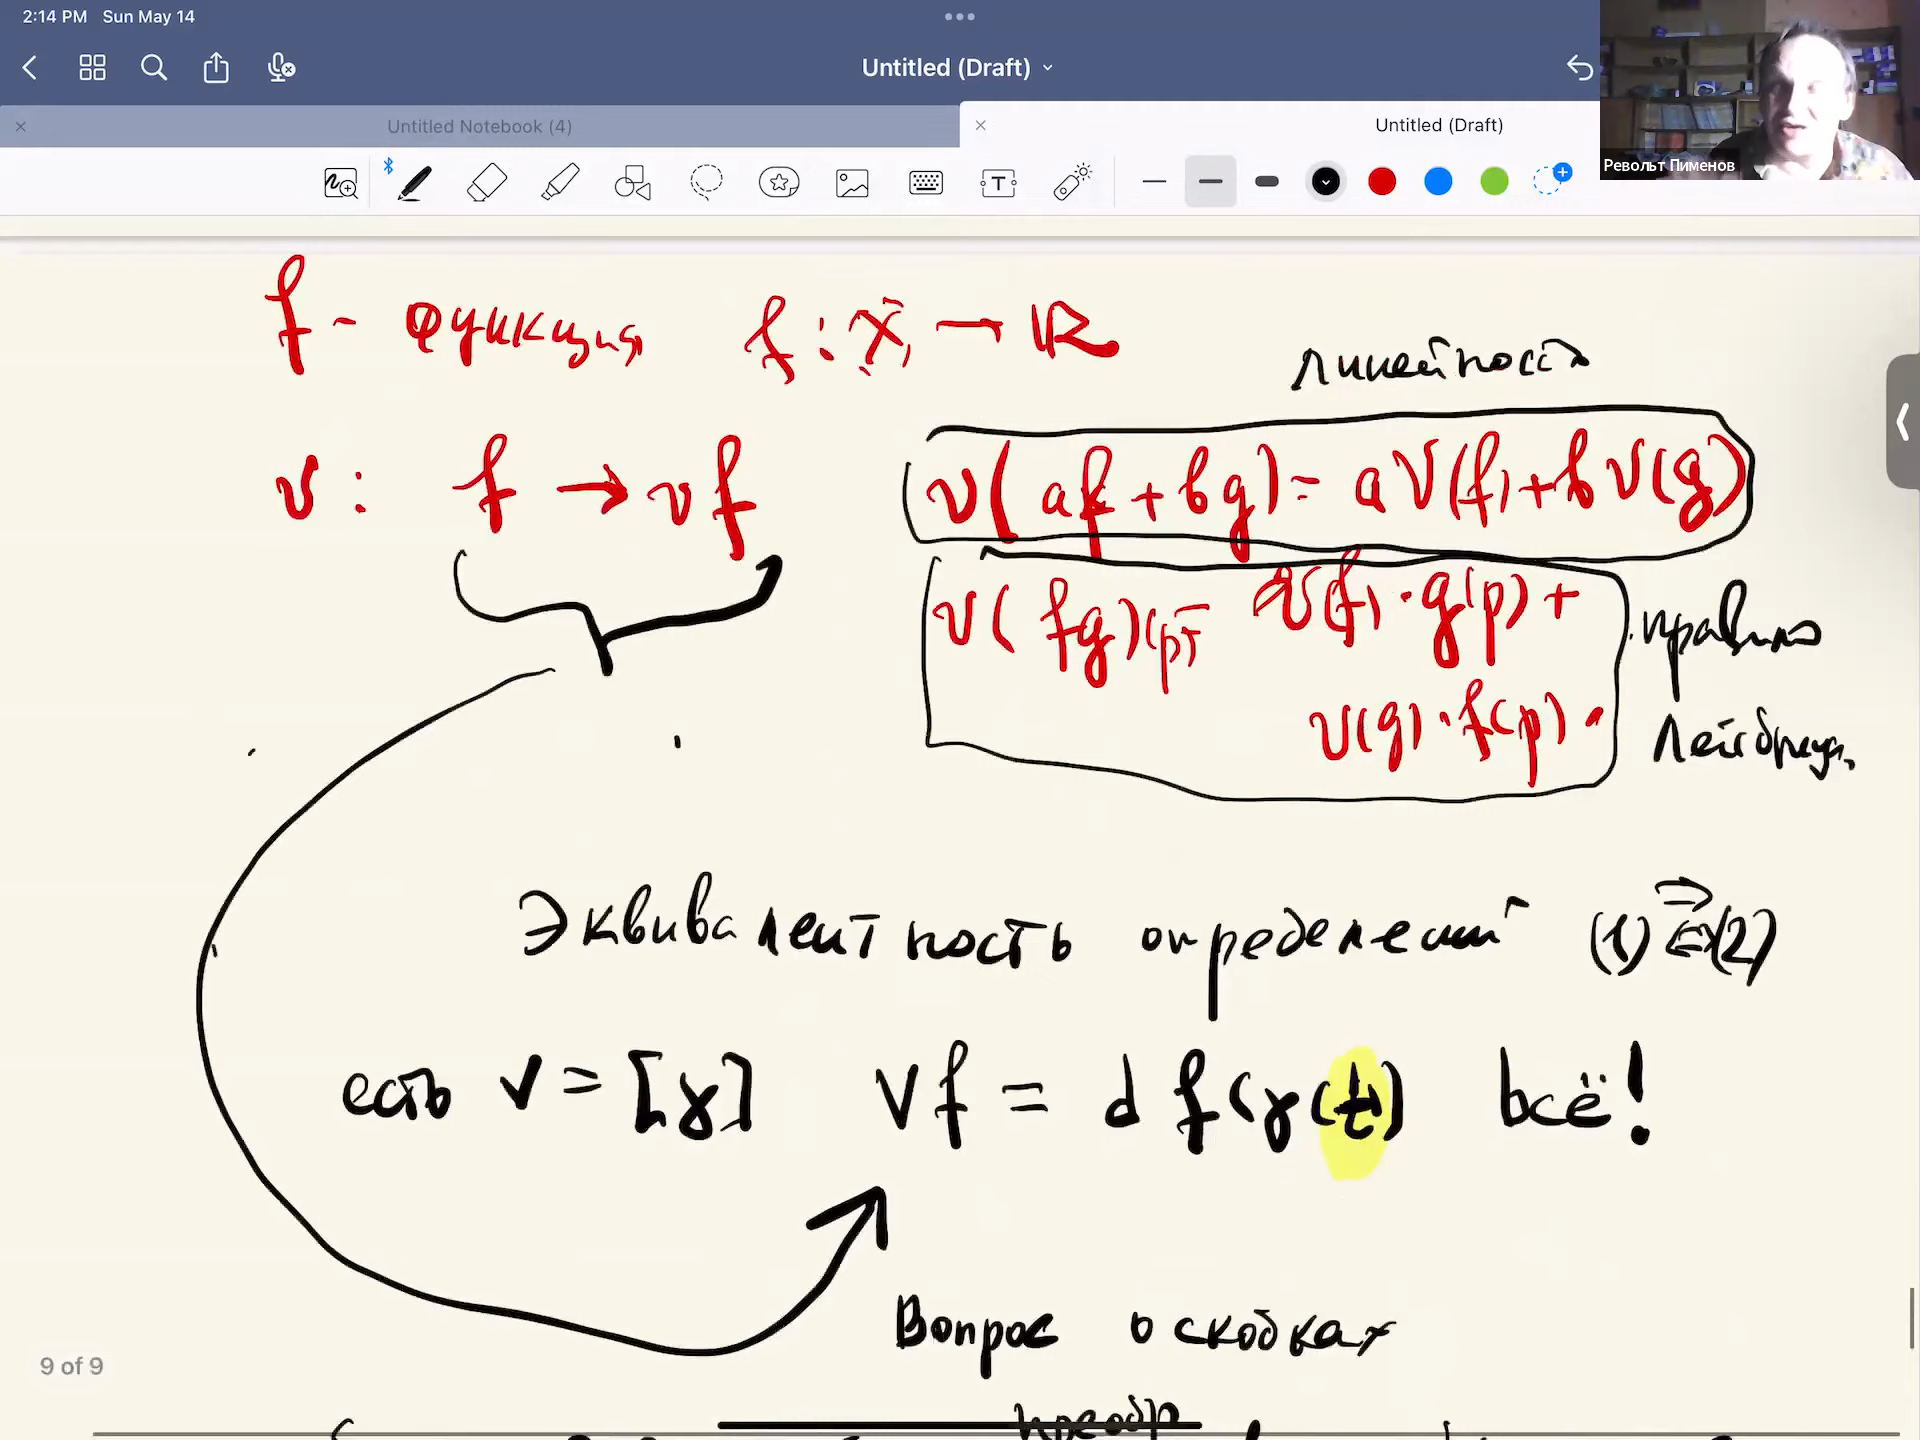 2:14 PM Sun May 14
Untitled (Draft)
Untitled Notebook (4)
Untitled (Draft)
Револьт Пименов
f - функция f : X → ℝ
линейность
v : f → vf
v(af + bg) = av(f) + bv(g)
v(fg)(p) = v(f) · g(p) +
v(g) · f(p) .
правило
Лейбница.
Эквивалентность определений (1) ⇔ (2)
есть v = [γ] vf = d f(γ(t)) всё!
Вопрос о скобках
9 of 9
преобр